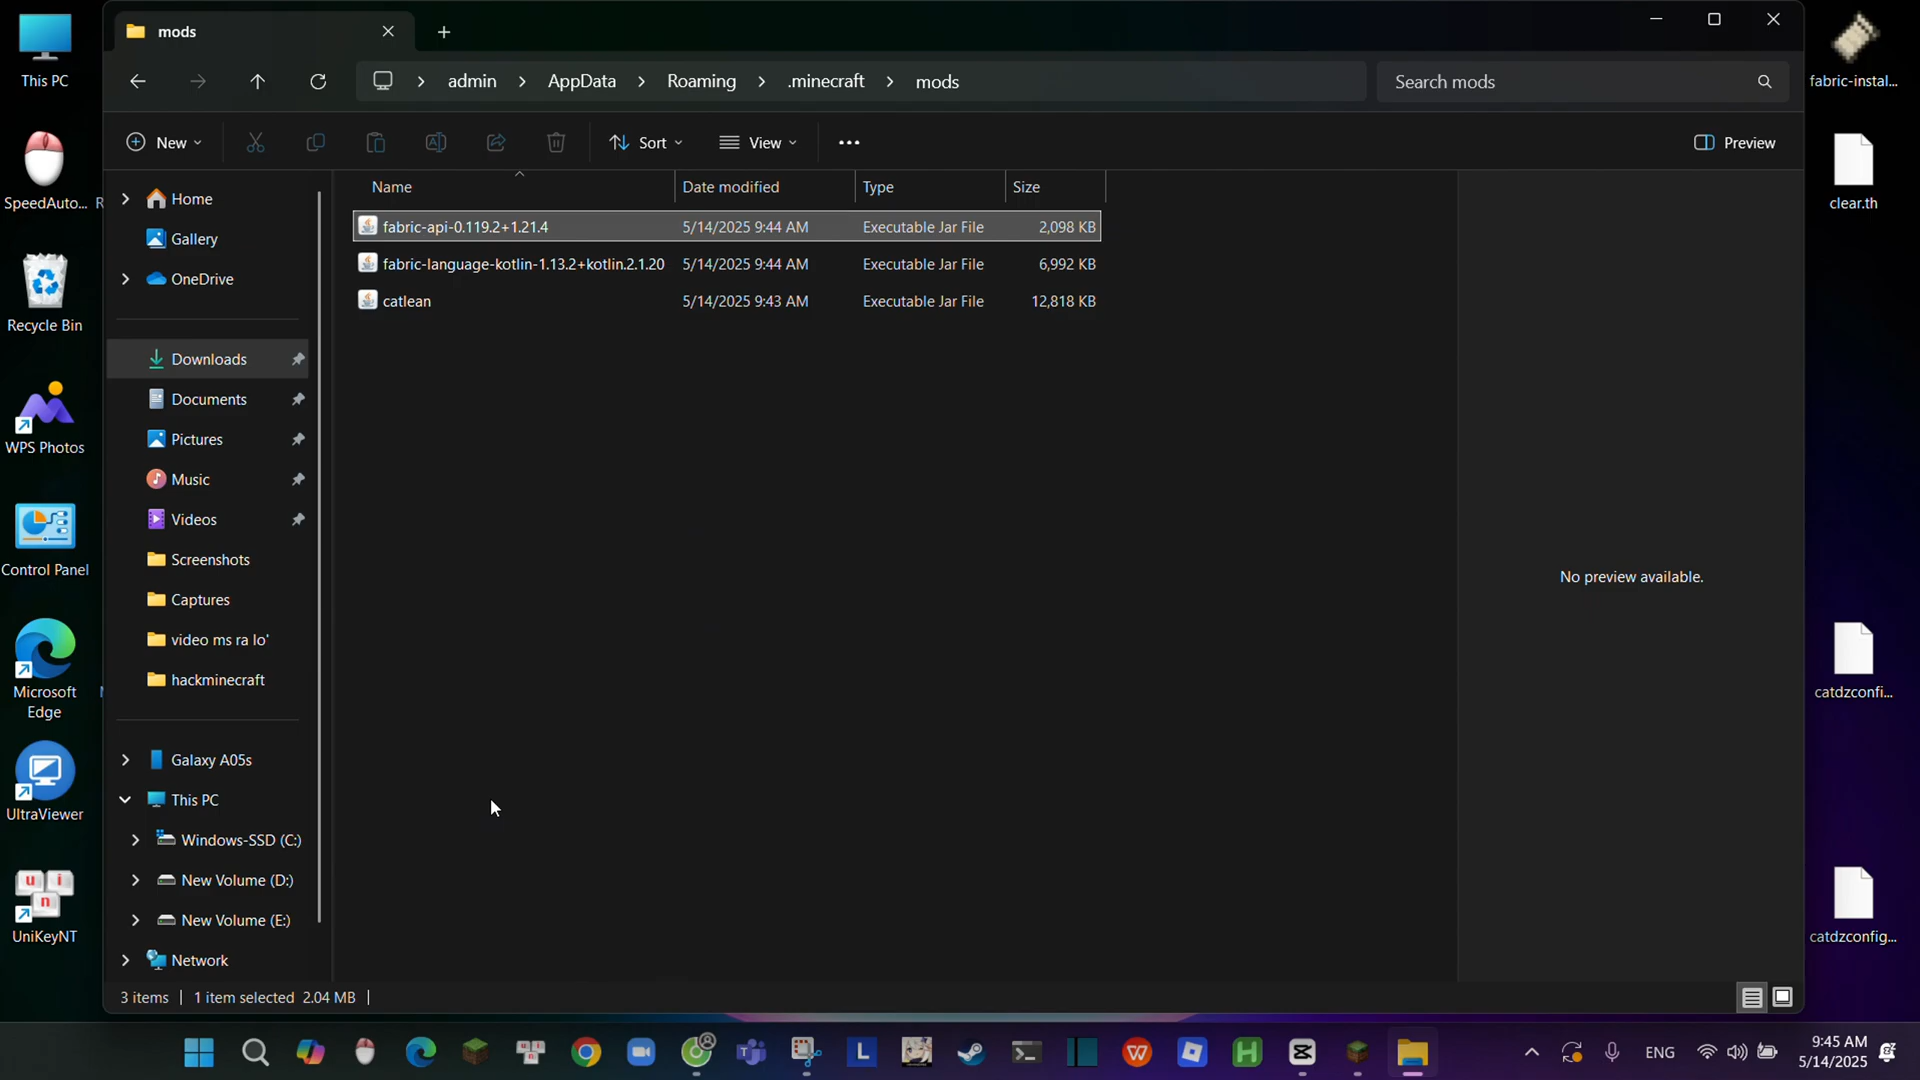 mods
admin
AppData
Roaming
.minecraft
mods
Search mods
New
Sort
View
Preview
Name
Date modified
Type
Size
fabric-api-0.119.2+1.21.4
5/14/2025 9:44 AM
Executable Jar File
2,098 KB
fabric-language-kotlin-1.13.2+kotlin.2.1.20
5/14/2025 9:44 AM
Executable Jar File
6,992 KB
catlean
5/14/2025 9:43 AM
Executable Jar File
12,818 KB
Home
Gallery
OneDrive
Downloads
Documents
Pictures
Music
Videos
Screenshots
Captures
video ms ra lo'
hackminecraft
Galaxy A05s
This PC
Windows-SSD (C:)
New Volume (D:)
New Volume (E:)
Network
No preview available.
3 items
1 item selected 2.04 MB
This PC
SpeedAuto...
Recycle Bin
WPS Photos
Control Panel
Microsoft
Edge
UltraViewer
u i
n
UniKeyNT
fabric-instal...
clear.th
catdzconfi...
catdzconfig...
ENG
9:45 AM
5/14/2025